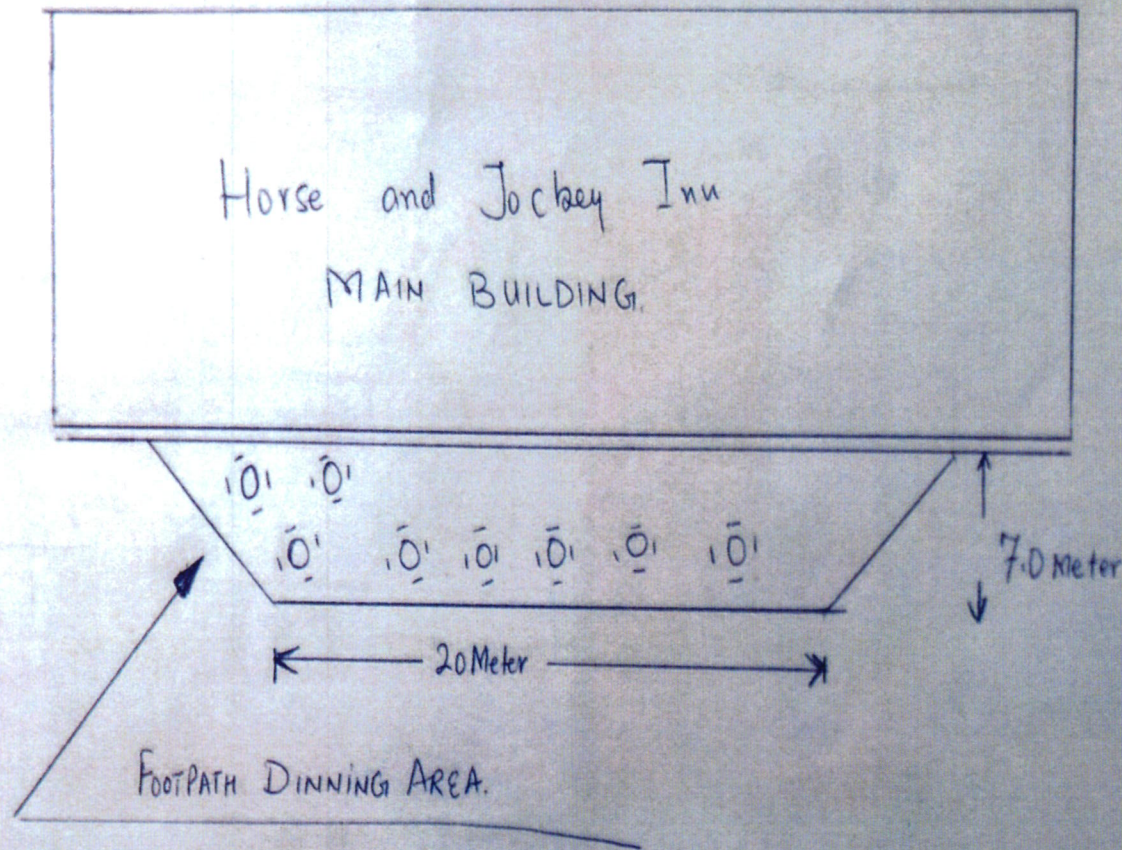 Horse and Jockey Inn
MAIN BUILDING.
7.0 Meter
20 Meter
FOOTPATH DINNING AREA.